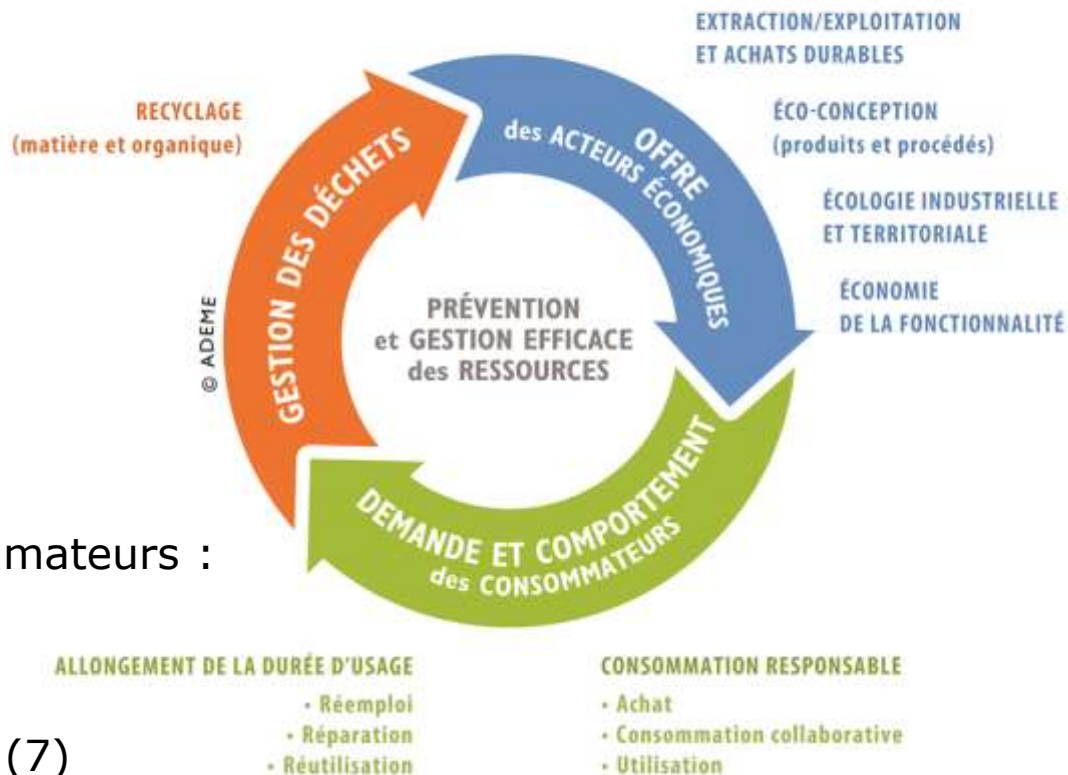 EXTRACTION/EXPLOITATION
ET ACHATS DURABLES
RECYCLAGE
(matière et organique)
ÉCO-CONCEPTION
(produits et procédés)
ÉCOLOGIE INDUSTRIELLE
ET TERRITORIALE
ÉCONOMIE
DE LA FONCTIONNALITÉ
OFFRE
des ACTEURS ÉCONOMIQUES
GESTION DES DÉCHETS
PRÉVENTION
et GESTION EFFICACE
des RESSOURCES
© ADEME
DEMANDE ET COMPORTEMENT
des CONSOMMATEURS
mateurs :
ALLONGEMENT DE LA DURÉE D'USAGE
• Réemploi
• Réparation
• Réutilisation
CONSOMMATION RESPONSABLE
• Achat
• Consommation collaborative
• Utilisation
(7)